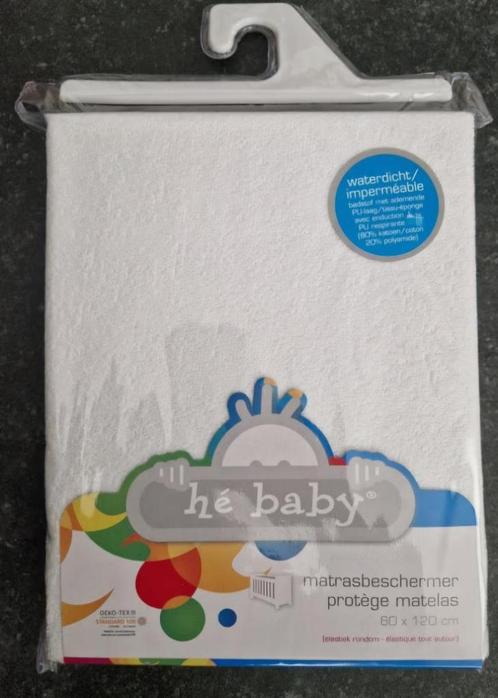 waterdicht/
imperméable
badstof met ademende
PU-laag/tissu-éponge
avec enduction
PU respirante
(80% katoen/coton
20% polyamide)
hé baby®
matrasbeschermer
protège matelas
60 x 120 cm
(elastiek rondom - élastique tout autour)
OEKO-TEX®
STANDARD 100